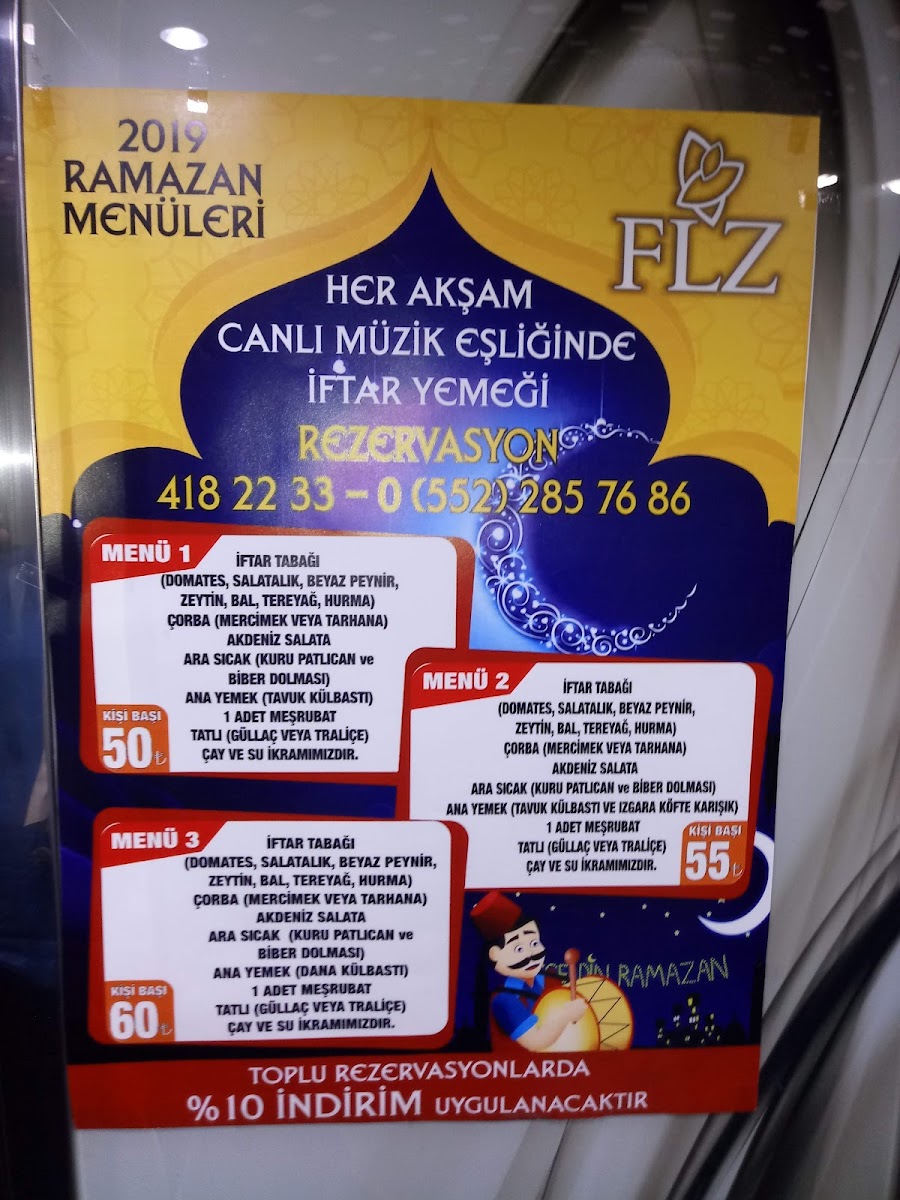 2019
RAMAZAN
MENÜLERİ
FLZ
HER AKŞAM
CANLI MÜZİK EŞLİĞİNDE
İFTAR YEMEĞİ
REZERVASYON
418 22 33 – 0 (552) 285 76 86
MENÜ 1
İFTAR TABAĞI
(DOMATES, SALATALIK, BEYAZ PEYNİR,
ZEYTİN, BAL, TEREYAĞ, HURMA)
ÇORBA (MERCİMEK VEYA TARHANA)
AKDENİZ SALATA
ARA SICAK (KURU PATLICAN ve
BİBER DOLMASI)
ANA YEMEK (TAVUK KÜLBASTI)
1 ADET MEŞRUBAT
TATLI (GÜLLAÇ VEYA TRALİÇE)
ÇAY VE SU İKRAMIMIZDIR.
KİŞİ BAŞI
50 ₺
MENÜ 2
İFTAR TABAĞI
(DOMATES, SALATALIK, BEYAZ PEYNİR,
ZEYTİN, BAL, TEREYAĞ, HURMA)
ÇORBA (MERCİMEK VEYA TARHANA)
AKDENİZ SALATA
ARA SICAK (KURU PATLICAN ve BİBER DOLMASI)
ANA YEMEK (TAVUK KÜLBASTI VE IZGARA KÖFTE KARIŞIK)
1 ADET MEŞRUBAT
TATLI (GÜLLAÇ VEYA TRALİÇE)
ÇAY VE SU İKRAMIMIZDIR.
KİŞİ BAŞI
55 ₺
MENÜ 3
İFTAR TABAĞI
(DOMATES, SALATALIK, BEYAZ PEYNİR,
ZEYTİN, BAL, TEREYAĞ, HURMA)
ÇORBA (MERCİMEK VEYA TARHANA)
AKDENİZ SALATA
ARA SICAK (KURU PATLICAN ve
BİBER DOLMASI)
ANA YEMEK (DANA KÜLBASTI)
1 ADET MEŞRUBAT
TATLI (GÜLLAÇ VEYA TRALİÇE)
ÇAY VE SU İKRAMIMIZDIR.
KİŞİ BAŞI
60 ₺
RAMAZAN
TOPLU REZERVASYONLARDA
%10 İNDİRİM UYGULANACAKTIR